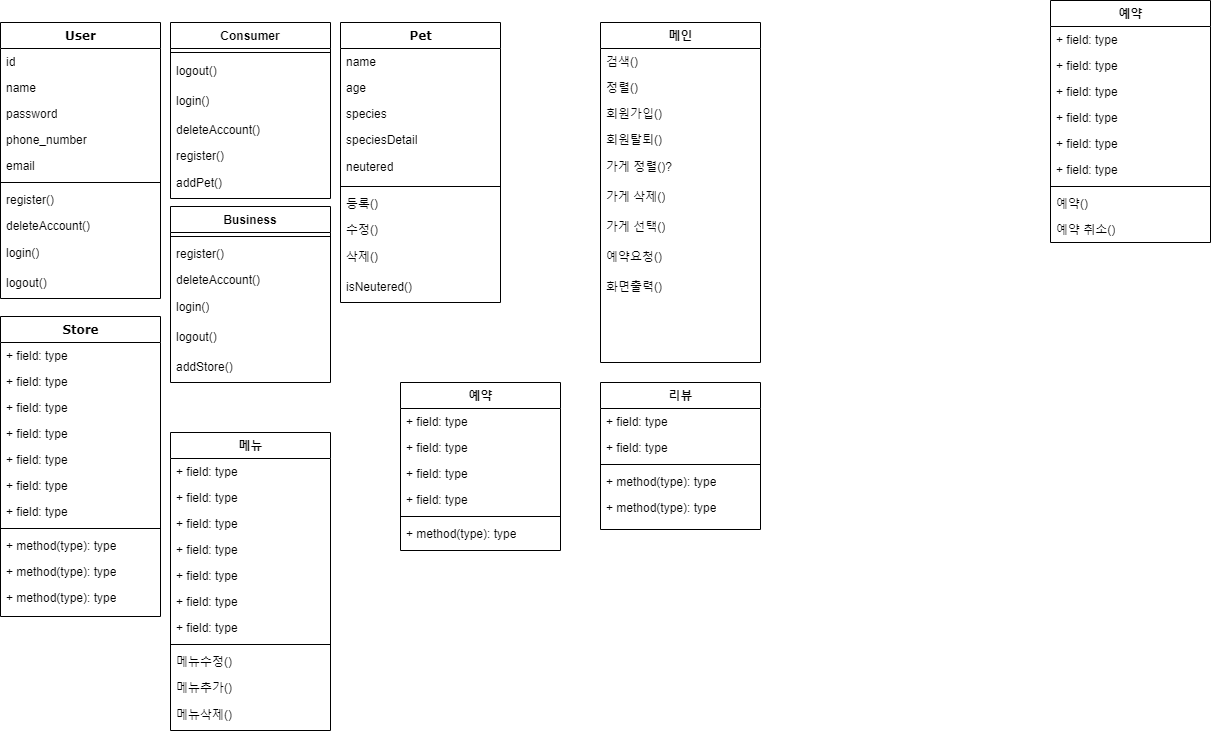 User
id
name
password
phone_number
email
register()
deleteAccount()
login()
logout()
Consumer
logout()
login()
deleteAccount()
register()
addPet()
Business
register()
deleteAccount()
login()
logout()
addStore()
Pet
name
age
species
speciesDetail
neutered
등록()
수정()
삭제()
isNeutered()
메인
검색()
정렬()
회원가입()
회원탈퇴()
가게 정렬()?
가게 삭제()
가게 선택()
예약요청()
화면출력()
예약
+ field: type
+ field: type
+ field: type
+ field: type
+ field: type
+ field: type
예약()
예약 취소()
Store
+ field: type
+ field: type
+ field: type
+ field: type
+ field: type
+ field: type
+ field: type
+ method(type): type
+ method(type): type
+ method(type): type
메뉴
+ field: type
+ field: type
+ field: type
+ field: type
+ field: type
+ field: type
+ field: type
메뉴수정()
메뉴추가()
메뉴삭제()
예약
+ field: type
+ field: type
+ field: type
+ field: type
+ method(type): type
리뷰
+ field: type
+ field: type
+ method(type): type
+ method(type): type